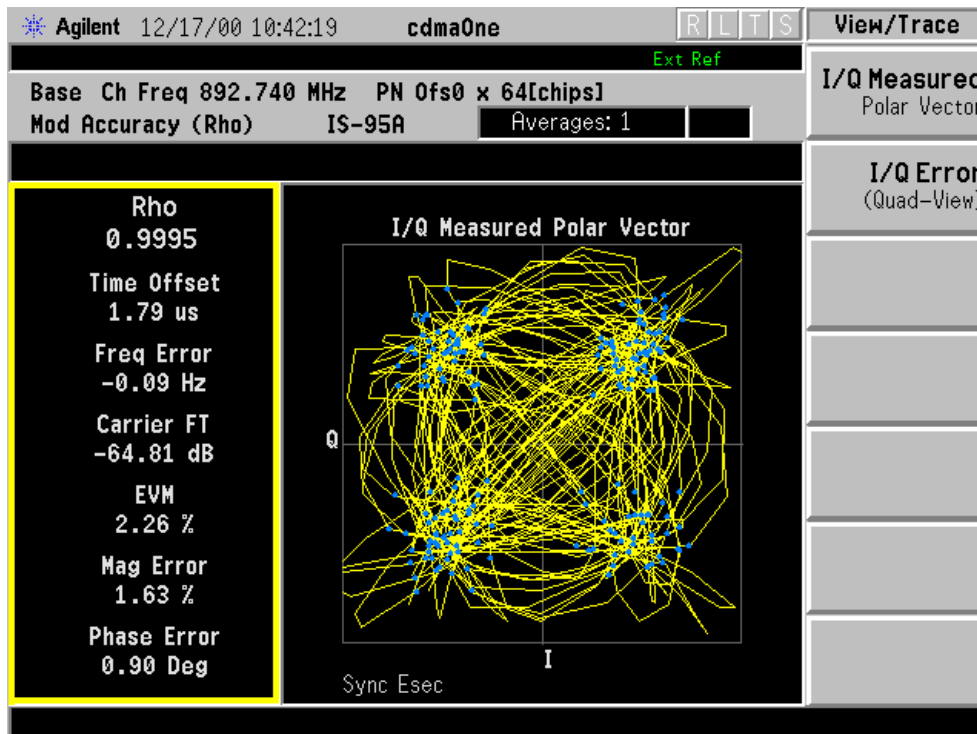 Agilent 12/17/00 10:42:19 cdmaOne R L T S
Ext Ref
Base Ch Freq 892.740 MHz PN Ofs0 x 64[chips]
Mod Accuracy (Rho) IS-95A Averages: 1
Rho
0.9995
Time Offset
1.79 us
Freq Error
-0.09 Hz
Carrier FT
-64.81 dB
EVM
2.26 %
Mag Error
1.63 %
Phase Error
0.90 Deg
I/Q Measured Polar Vector
Q
I
Sync Esec
View/Trace
I/Q Measured
Polar Vector
I/Q Error
(Quad-View)